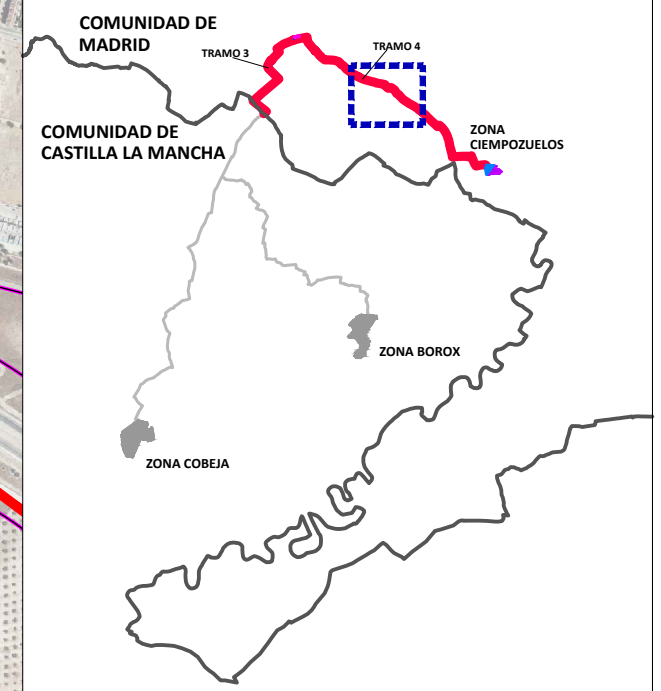 COMUNIDAD DE
MADRID
TRAMO 3
TRAMO 4
COMUNIDAD DE
CASTILLA LA MANCHA
ZONA
CIEMPOZUELOS
ZONA BOROX
ZONA COBEJA